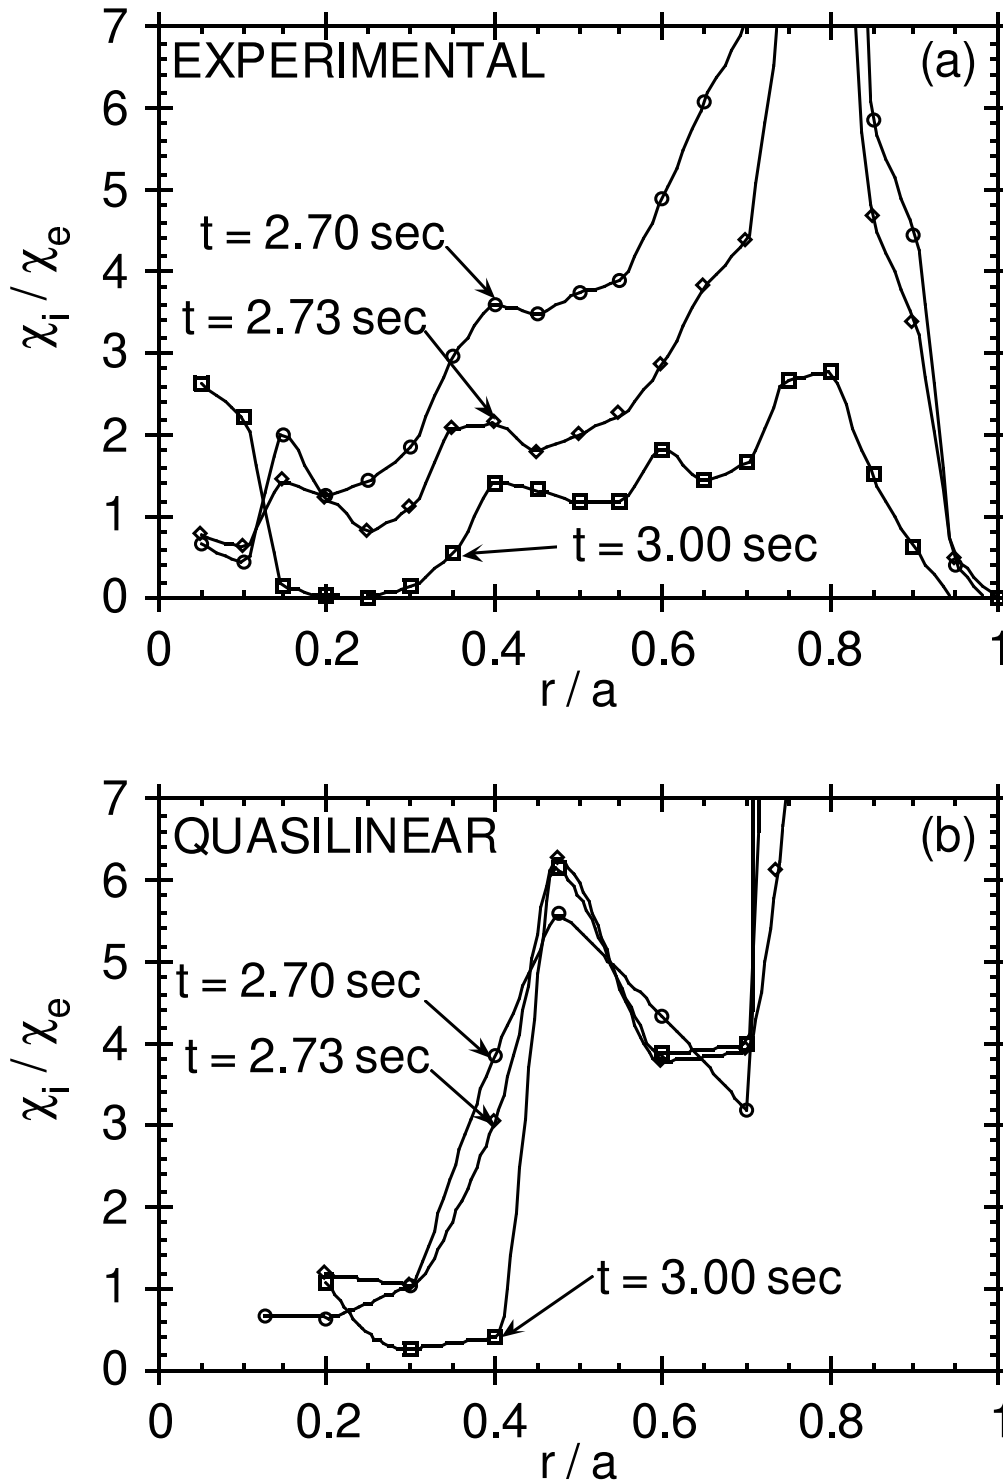 7
EXPERIMENTAL
(a)
6
5
t = 2.70 sec
χi / χe
4
t = 2.73 sec
3
2
1
t = 3.00 sec
0
0 0.2 0.4 0.6 0.8 1
r / a
7
QUASILINEAR
(b)
6
5
t = 2.70 sec
χi / χe
4
t = 2.73 sec
3
2
1
t = 3.00 sec
0
0 0.2 0.4 0.6 0.8 1
r / a